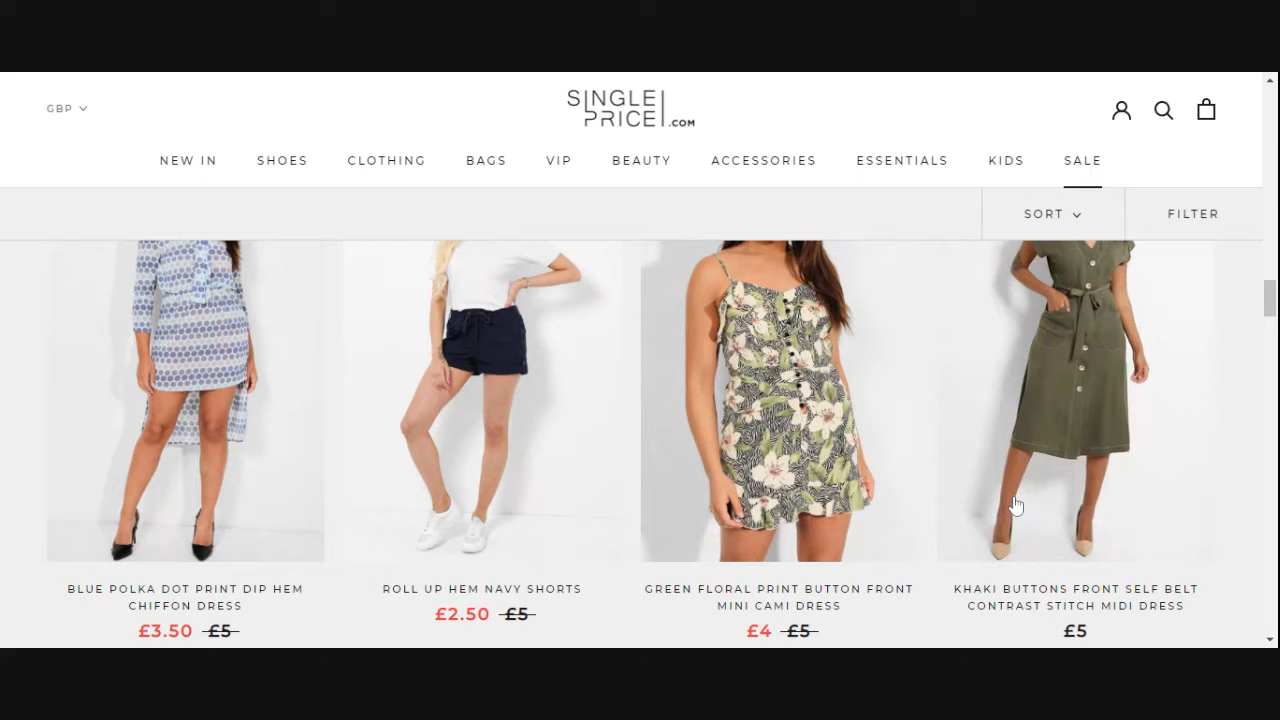 GBP
SINGLE
PRICE.COM
NEW IN SHOES CLOTHING BAGS VIP BEAUTY ACCESSORIES ESSENTIALS KIDS SALE
SORT FILTER
BLUE POLKA DOT PRINT DIP HEM
CHIFFON DRESS
£3.50 £5
ROLL UP HEM NAVY SHORTS
£2.50 £5
GREEN FLORAL PRINT BUTTON FRONT
MINI CAMI DRESS
£4 £5
KHAKI BUTTONS FRONT SELF BELT
CONTRAST STITCH MIDI DRESS
£5